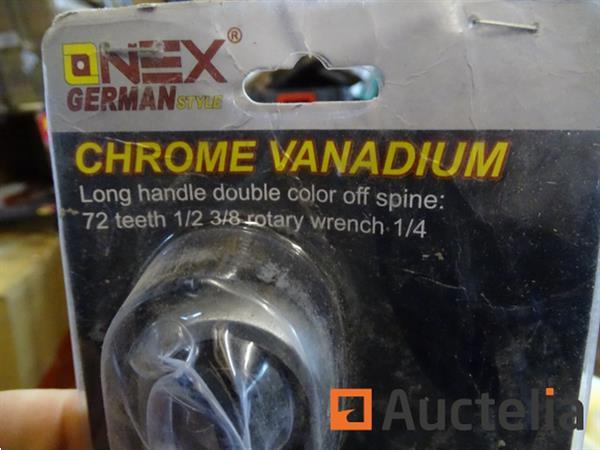 ONEX®
GERMAN STYLE
CHROME VANADIUM
Long handle double color off spine:
72 teeth 1/2 3/8 rotary wrench 1/4
Auctelia